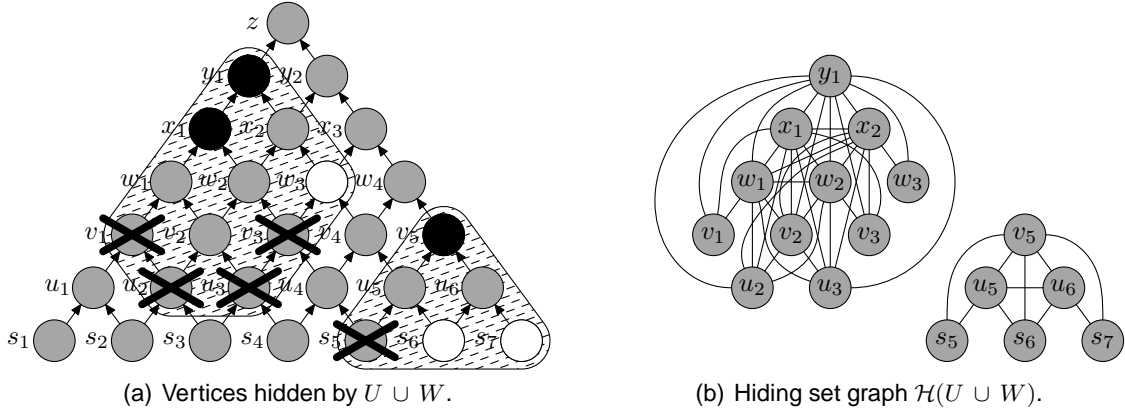 z
y₁ y₂
x₁ x₂ x₃
w₁ w₂ w₃ w₄
v₁ v₂ v₃ v₄ v₅
u₁ u₂ u₃ u₄ u₅ u₆
s₁ s₂ s₃ s₄ s₅ s₆ s₇
(a) Vertices hidden by U ∪ W.
y₁
x₁ x₂
w₁ w₂ w₃
v₁ v₂ v₃ v₅
u₂ u₃ u₅ u₆
s₅ s₆ s₇
(b) Hiding set graph ℋ(U ∪ W).